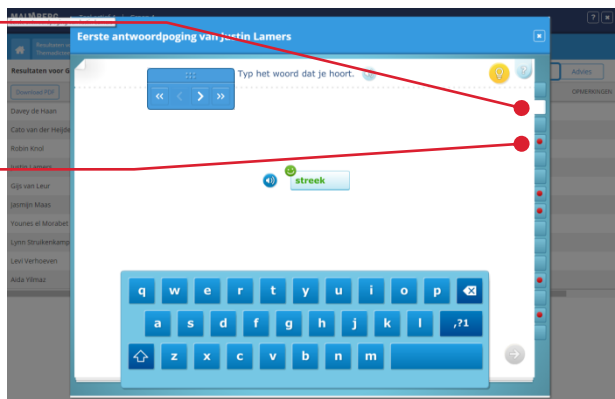 MALMBERG
Eerste antwoordpoging van Justin Lamers
Resultaten voor G
Advies
Download PDF
OPMERKINGEN
Typ het woord dat je hoort.
« < > »
Davey de Haan
Cato van der Heijde
Robin Knol
Justin Lamers
Gijs van Leur
Jasmijn Maas
Younes el Morabet
Lynn Struikenkamp
Levi Verhoeven
Aida Yilmaz
streek
q w e r t y u i o p
a s d f g h j k l ,?1
z x c v b n m